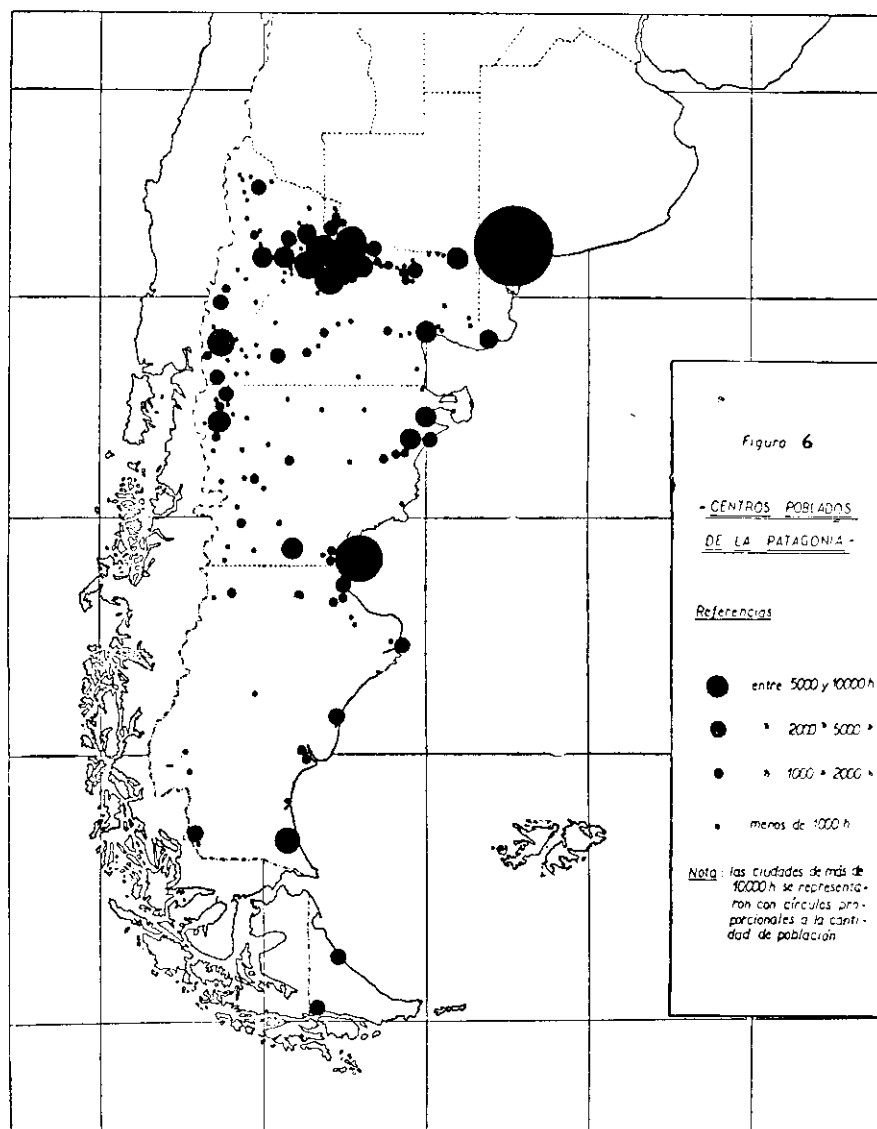 Figura 6
- CENTROS POBLADOS
DE LA PATAGONIA -
Referencias
entre 5000 y 10000 h
" 2000 " 5000 "
" 1000 " 2000 "
menos de 1000 h
Nota: las ciudades de más de
10000 h se representa-
ron con círculos pro-
porcionales a la canti-
dad de población